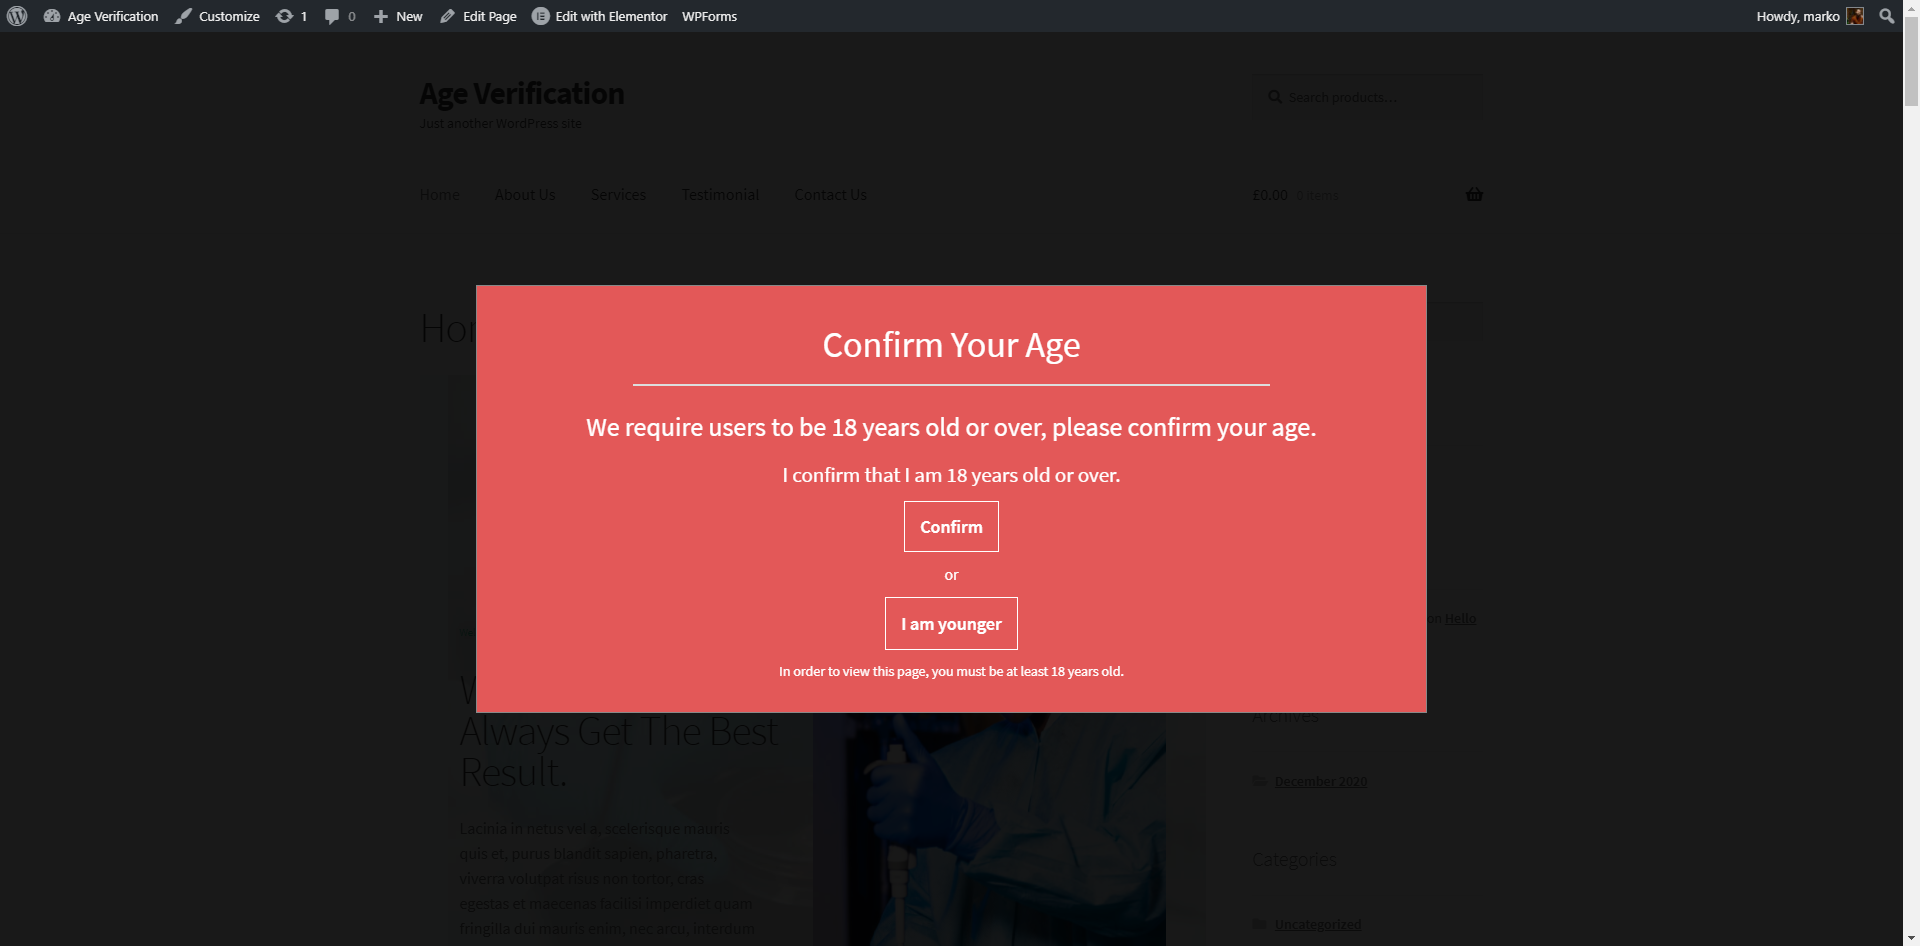 Age Verification Customize 1 0 New Edit Page Edit with Elementor WPForms Howdy, marko
Age Verification
Just another WordPress site
Search products...
Home About Us Services Testimonial Contact Us £0.00 0 items
Confirm Your Age
We require users to be 18 years old or over, please confirm your age.
I confirm that I am 18 years old or over.
Confirm
or
I am younger
In order to view this page, you must be at least 18 years old.
on Hello
Archives
Always Get The Best
Result.
December 2020
Lacinia in netus vel a, scelerisque mauris
quis et, purus blandit sapien, pharetra,
viverra volutpat risus non tortor, cras
egestas et maecenas facilisi imperdiet quam
fringilla dui mauris enim, nec arcu, interdum
Categories
Uncategorized